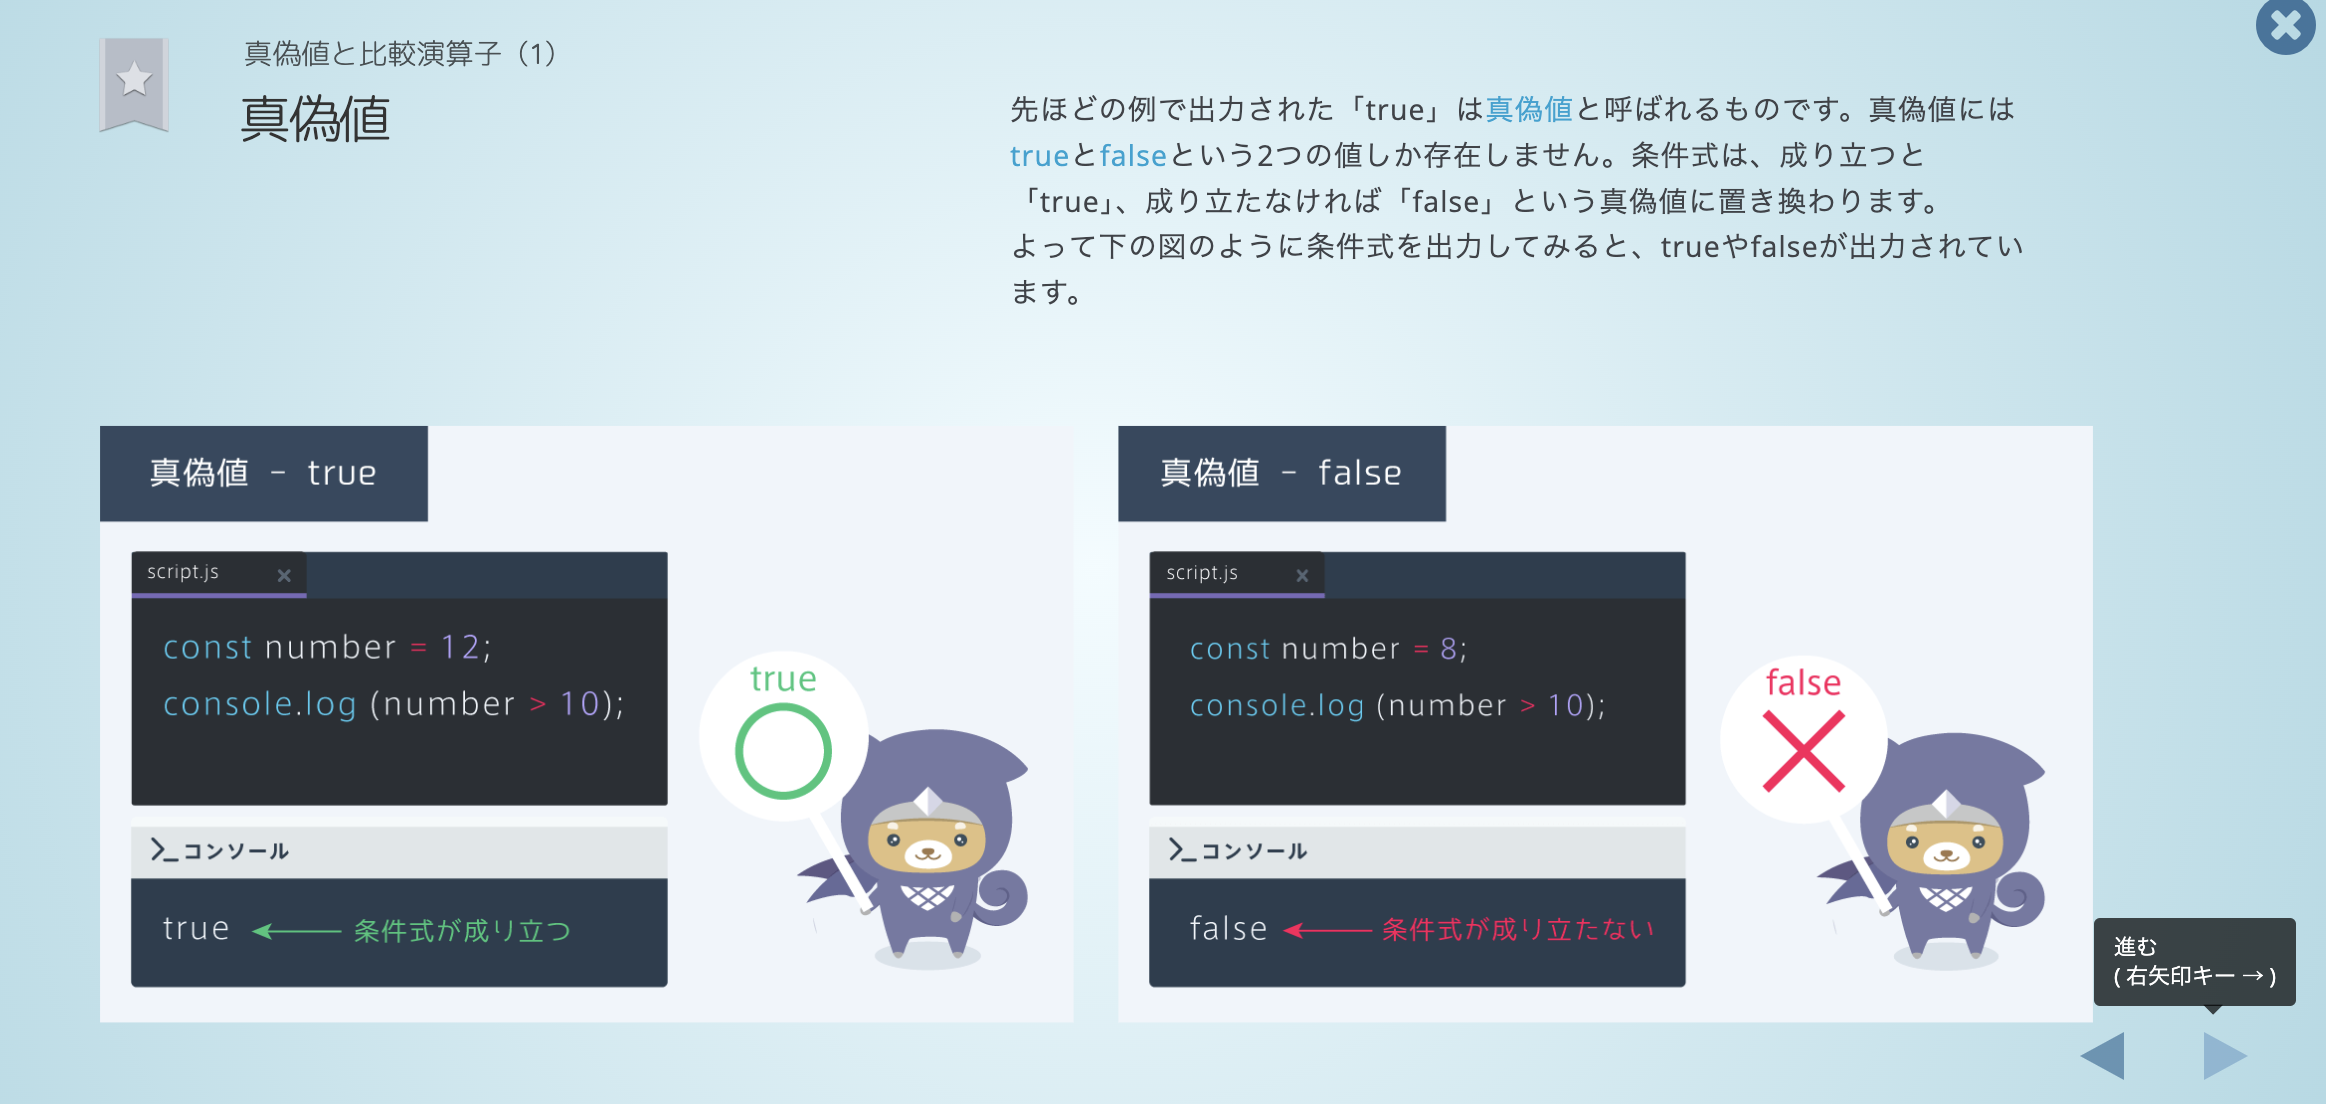 真偽値と比較演算子（1）
真偽値
先ほどの例で出力された「true」は真偽値と呼ばれるものです。真偽値には
trueとfalseという2つの値しか存在しません。条件式は、成り立つと
「true」、成り立たなければ「false」という真偽値に置き換わります。
よって下の図のように条件式を出力してみると、trueやfalseが出力されてい
ます。
真偽値 - true
script.js
const number = 12;
console.log (number > 10);
true
コンソール
true
条件式が成り立つ
真偽値 - false
script.js
const number = 8;
console.log (number > 10);
false
コンソール
false
条件式が成り立たない
進む
( 右矢印キー → )